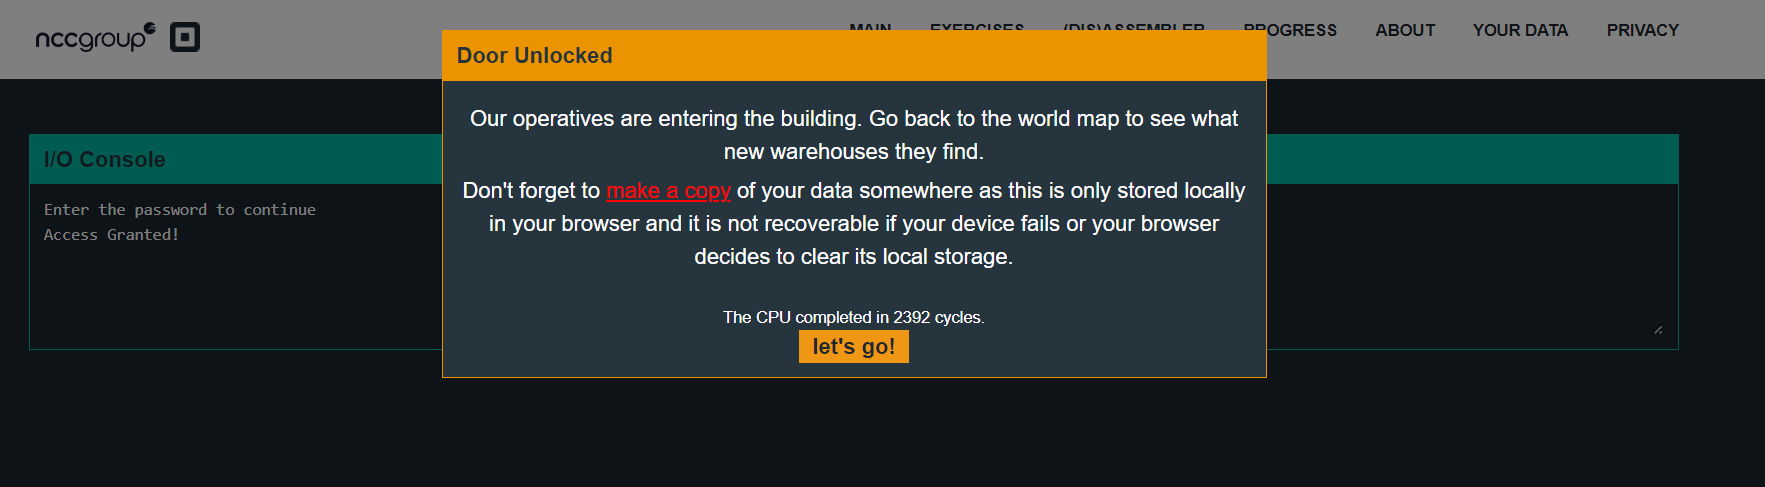 nccgroup
MAIN EXERCISES (DIS)ASSEMBLER PROGRESS ABOUT YOUR DATA PRIVACY
Door Unlocked
Our operatives are entering the building. Go back to the world map to see what
new warehouses they find.
Don't forget to make a copy of your data somewhere as this is only stored locally
in your browser and it is not recoverable if your device fails or your browser
decides to clear its local storage.
The CPU completed in 2392 cycles.
let's go!
I/O Console
Enter the password to continue
Access Granted!